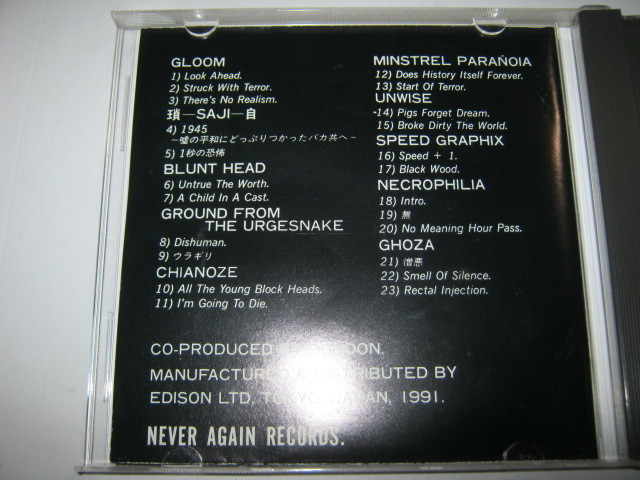 GLOOM
1) Look Ahead.
2) Struck With Terror.
3) There's No Realism.
瑣—SAJI—自
4) 1945
~嘘の平和にどっぷりつかったバカ共へ~
5) 1秒の恐怖
BLUNT HEAD
6) Untrue The Worth.
7) A Child In A Cast.
GROUND FROM
THE URGESNAKE
8) Dishuman.
9) ウラギリ
CHIANOZE
10) All The Young Block Heads.
11) I'm Going To Die.
MINSTREL PARAÑOIA
12) Does History Itself Forever.
13) Start Of Terror.
UNWISE
14) Pigs Forget Dream.
15) Broke Dirty The World.
SPEED GRAPHIX
16) Speed + 1.
17) Black Wood.
NECROPHILIA
18) Intro.
19) 無
20) No Meaning Hour Pass.
GHOZA
21) 憎悪
22) Smell Of Silence.
23) Rectal Injection.
CO-PRODUCED
MANUFACTURED & DISTRIBUTED BY
EDISON LTD, TOKYO, JAPAN, 1991.
NEVER AGAIN RECORDS.